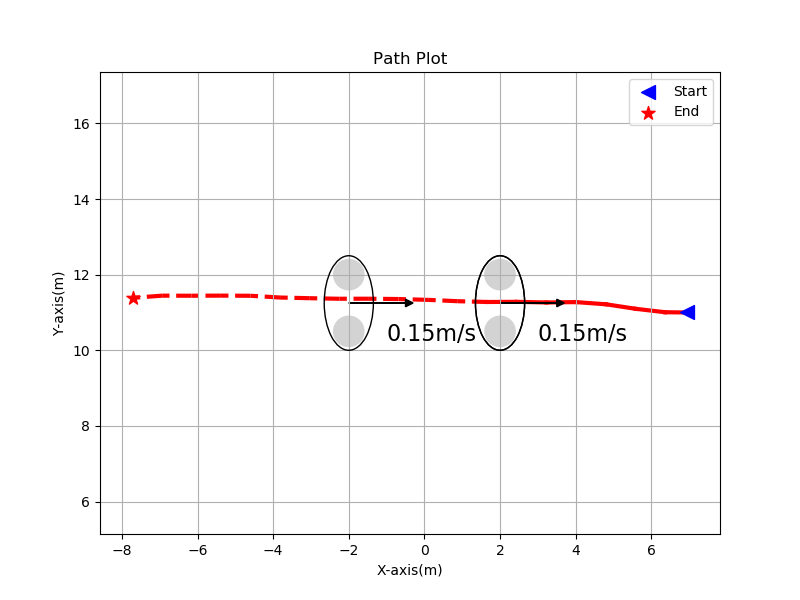 Path Plot
Start
End
16
14
12
10
8
6
Y-axis(m)
0.15m/s 0.15m/s
−8 −6 −4 −2 0 2 4 6
X-axis(m)